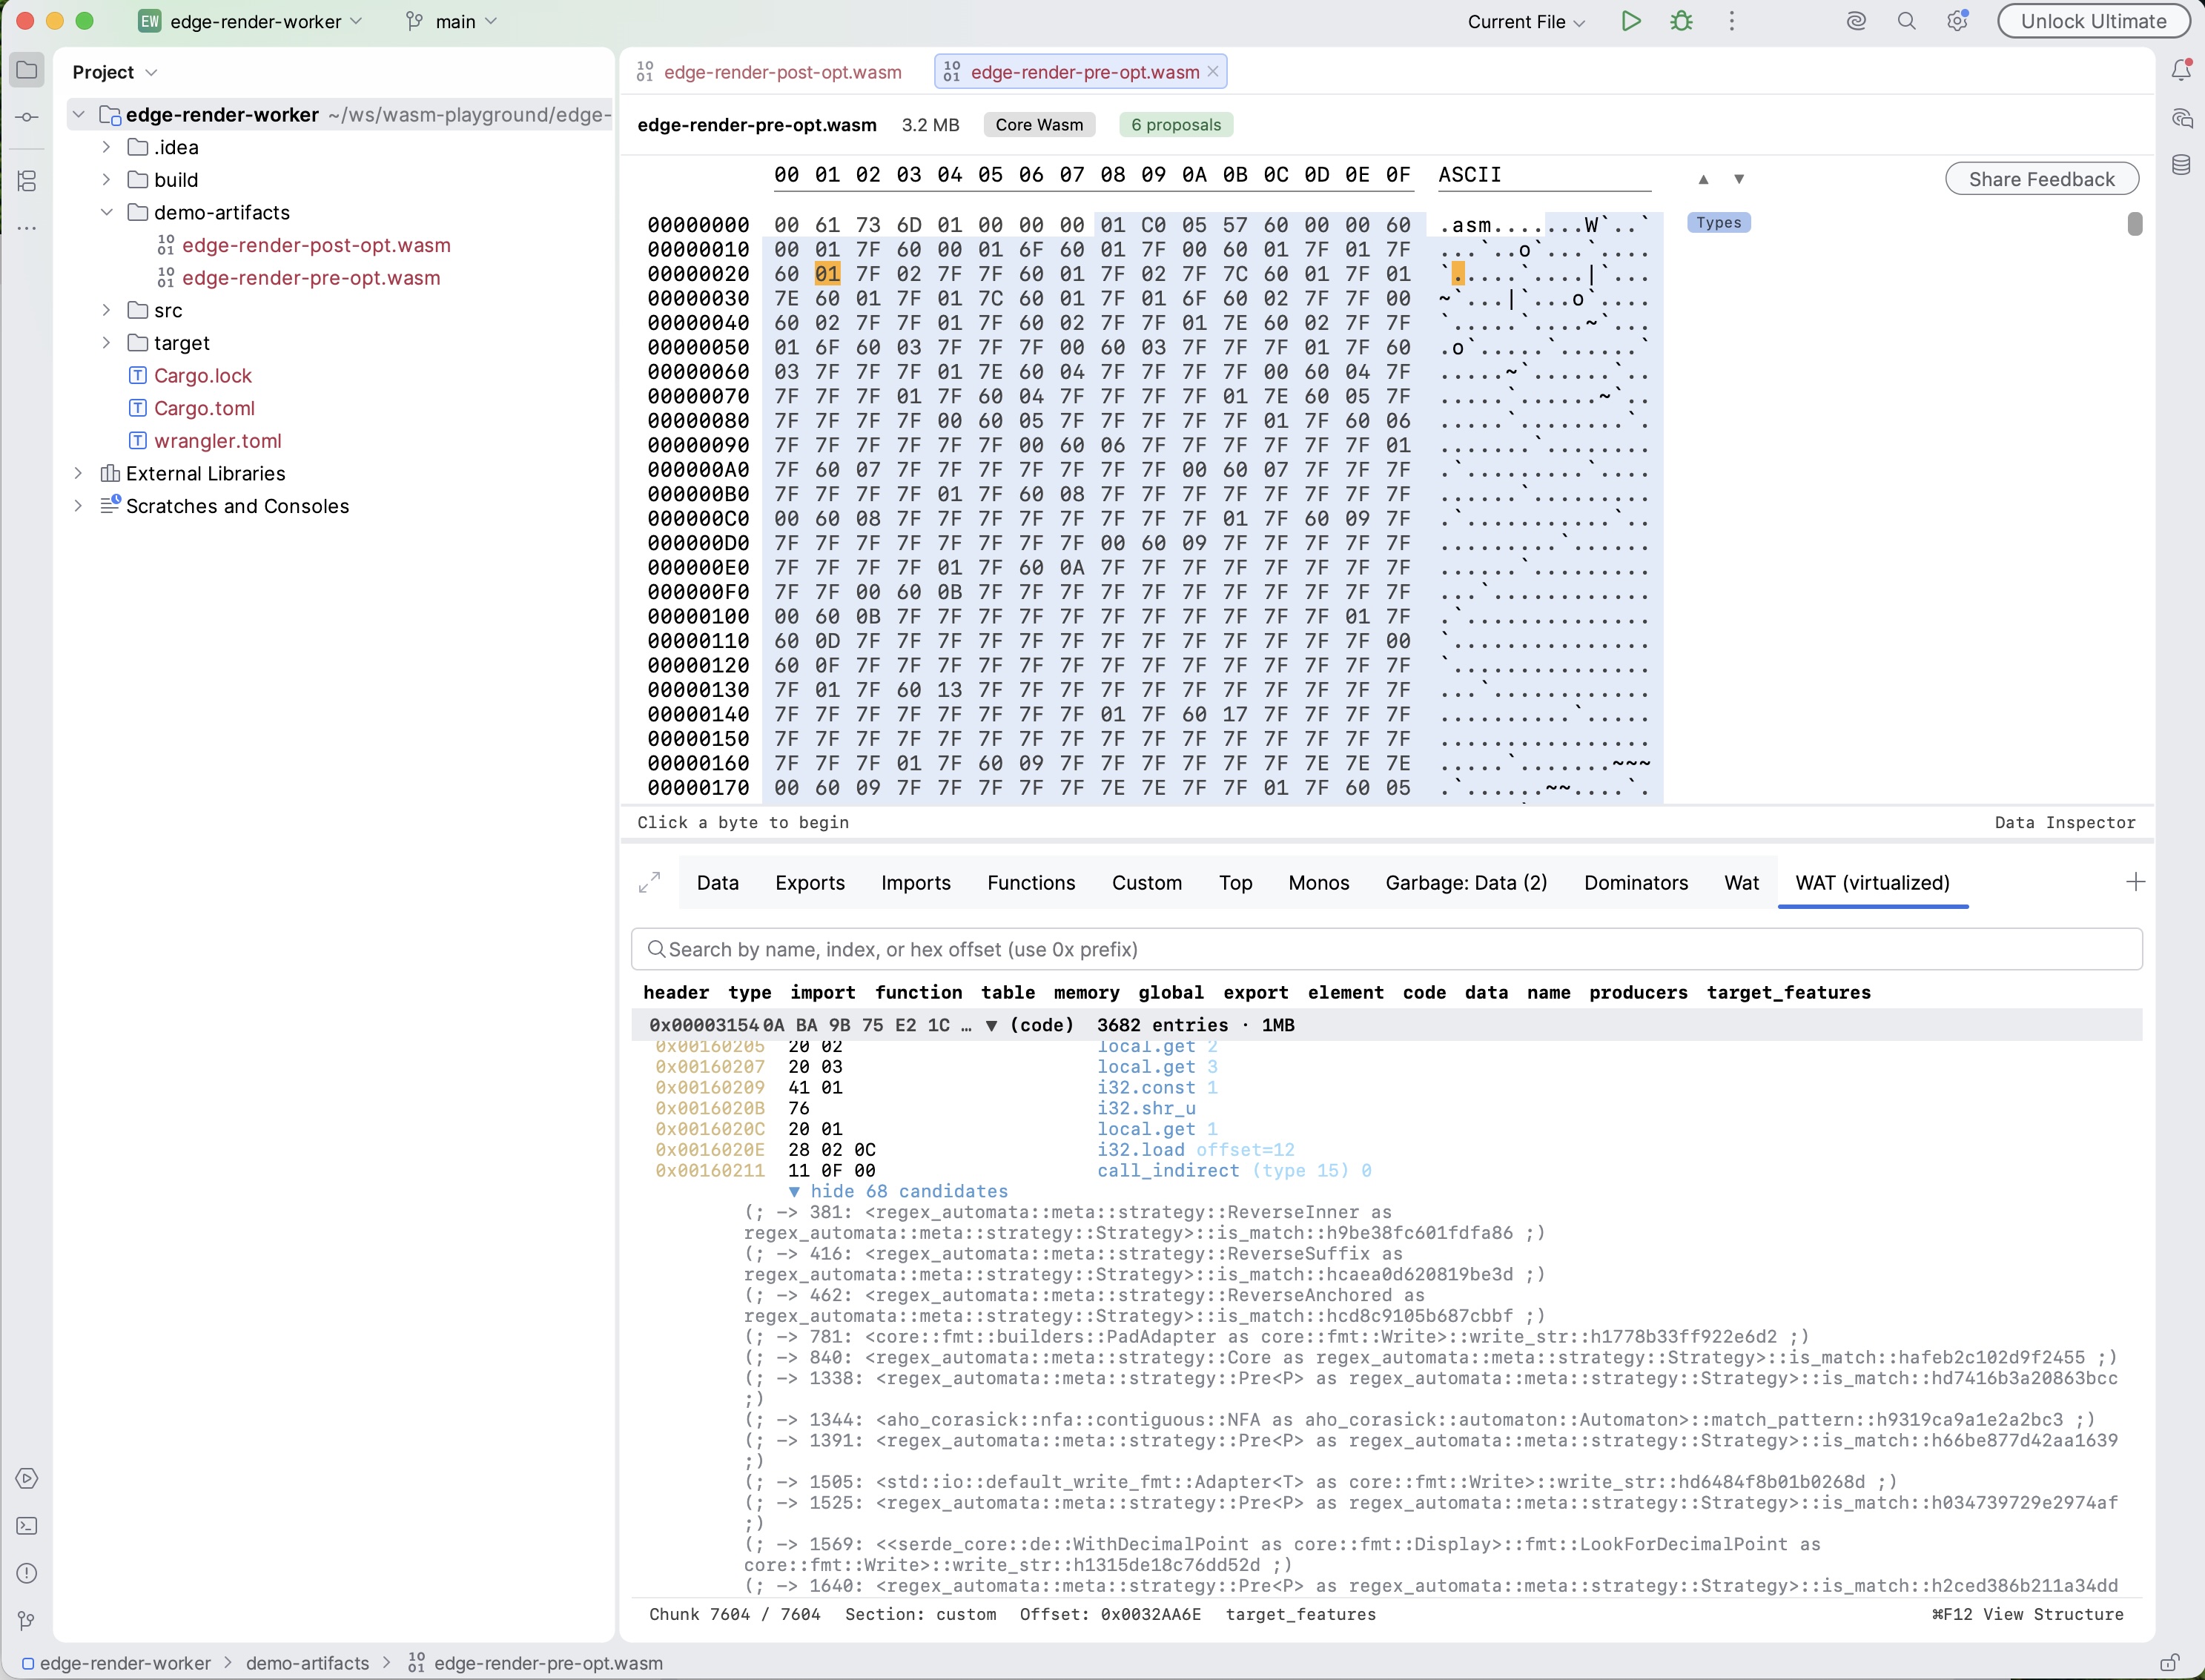 EW edge-render-worker main Current File Unlock Ultimate
Project
edge-render-worker ~/ws/wasm-playground/edge-
.idea
build
demo-artifacts
edge-render-post-opt.wasm
edge-render-pre-opt.wasm
src
target
Cargo.lock
Cargo.toml
wrangler.toml
External Libraries
Scratches and Consoles
edge-render-post-opt.wasm edge-render-pre-opt.wasm
edge-render-pre-opt.wasm 3.2 MB Core Wasm 6 proposals
00 01 02 03 04 05 06 07 08 09 0A 0B 0C 0D 0E 0F ASCII
Share Feedback
00000000 00 61 73 6D 01 00 00 00 01 C0 05 57 60 00 00 60 .asm.......W`..`
Types
00000010 00 01 7F 60 00 01 6F 60 01 7F 00 60 01 7F 01 7F ...`..o`...`....
00000020 60 01 7F 02 7F 7F 60 01 7F 02 7F 7C 60 01 7F 01 `.....`....|`...
00000030 7E 60 01 7F 01 7C 60 01 7F 01 6F 60 02 7F 7F 00 ~`...|`...o`....
00000040 60 02 7F 7F 01 7F 60 02 7F 7F 01 7E 60 02 7F 7F `.....`....~`...
00000050 01 6F 60 03 7F 7F 7F 00 60 03 7F 7F 7F 01 7F 60 .o`.....`......`
00000060 03 7F 7F 7F 01 7E 60 04 7F 7F 7F 7F 00 60 04 7F .....~`......`..
00000070 7F 7F 7F 01 7F 60 04 7F 7F 7F 7F 01 7E 60 05 7F .....`......~`..
00000080 7F 7F 7F 7F 00 60 05 7F 7F 7F 7F 7F 01 7F 60 06 .....`........`.
00000090 7F 7F 7F 7F 7F 7F 00 60 06 7F 7F 7F 7F 7F 7F 01 .......`........
000000A0 7F 60 07 7F 7F 7F 7F 7F 7F 7F 00 60 07 7F 7F 7F .`.........`....
000000B0 7F 7F 7F 7F 01 7F 60 08 7F 7F 7F 7F 7F 7F 7F 7F ......`.........
000000C0 00 60 08 7F 7F 7F 7F 7F 7F 7F 7F 01 7F 60 09 7F .`...........`..
000000D0 7F 7F 7F 7F 7F 7F 7F 7F 00 60 09 7F 7F 7F 7F 7F .........`......
000000E0 7F 7F 7F 7F 01 7F 60 0A 7F 7F 7F 7F 7F 7F 7F 7F ......`.........
000000F0 7F 7F 00 60 0B 7F 7F 7F 7F 7F 7F 7F 7F 7F 7F 7F ...`............
00000100 00 60 0B 7F 7F 7F 7F 7F 7F 7F 7F 7F 7F 7F 01 7F .`..............
00000110 60 0D 7F 7F 7F 7F 7F 7F 7F 7F 7F 7F 7F 7F 7F 00 `...............
00000120 60 0F 7F 7F 7F 7F 7F 7F 7F 7F 7F 7F 7F 7F 7F 7F `...............
00000130 7F 01 7F 60 13 7F 7F 7F 7F 7F 7F 7F 7F 7F 7F 7F ...`............
00000140 7F 7F 7F 7F 7F 7F 7F 7F 01 7F 60 17 7F 7F 7F 7F ..........`.....
00000150 7F 7F 7F 7F 7F 7F 7F 7F 7F 7F 7F 7F 7F 7F 7F 7F ................
00000160 7F 7F 7F 01 7F 60 09 7F 7F 7F 7F 7F 7F 7E 7E 7E .....`.......~~~
00000170 00 60 09 7F 7F 7F 7F 7F 7E 7E 7F 7F 01 7F 60 05 .`......~~....`.
Click a byte to begin Data Inspector
Data Exports Imports Functions Custom Top Monos Garbage: Data (2) Dominators Wat WAT (virtualized)
Search by name, index, or hex offset (use 0x prefix)
header type import function table memory global export element code data name producers target_features
0x00003154 0A BA 9B 75 E2 1C … ▼ (code) 3682 entries · 1MB
0x00160205 20 02 local.get 2
0x00160207 20 03 local.get 3
0x00160209 41 01 i32.const 1
0x0016020B 76 i32.shr_u
0x0016020C 20 01 local.get 1
0x0016020E 28 02 0C i32.load offset=12
0x00160211 11 0F 00 call_indirect (type 15) 0
▼ hide 68 candidates
(; —> 381: <regex_automata::meta::strategy::ReverseInner as
regex_automata::meta::strategy::Strategy>::is_match::h9be38fc601fdfa86 ;)
(; —> 416: <regex_automata::meta::strategy::ReverseSuffix as
regex_automata::meta::strategy::Strategy>::is_match::hcaea0d620819be3d ;)
(; —> 462: <regex_automata::meta::strategy::ReverseAnchored as
regex_automata::meta::strategy::Strategy>::is_match::hcd8c9105b687cbbf ;)
(; —> 781: <core::fmt::builders::PadAdapter as core::fmt::Write>::write_str::h1778b33ff922e6d2 ;)
(; —> 840: <regex_automata::meta::strategy::Core as regex_automata::meta::strategy::Strategy>::is_match::hafeb2c102d9f2455 ;)
(; —> 1338: <regex_automata::meta::strategy::Pre<P> as regex_automata::meta::strategy::Strategy>::is_match::hd7416b3a20863bcc
;)
(; —> 1344: <aho_corasick::nfa::contiguous::NFA as aho_corasick::automaton::Automaton>::match_pattern::h9319ca9a1e2a2bc3 ;)
(; —> 1391: <regex_automata::meta::strategy::Pre<P> as regex_automata::meta::strategy::Strategy>::is_match::h66be877d42aa1639
;)
(; —> 1505: <std::io::default_write_fmt::Adapter<T> as core::fmt::Write>::write_str::hd6484f8b01b0268d ;)
(; —> 1525: <regex_automata::meta::strategy::Pre<P> as regex_automata::meta::strategy::Strategy>::is_match::h034739729e2974af
;)
(; —> 1569: <<serde_core::de::WithDecimalPoint as core::fmt::Display>::fmt::LookForDecimalPoint as
core::fmt::Write>::write_str::h1315de18c76dd52d ;)
(; —> 1640: <regex_automata::meta::strategy::Pre<P> as regex_automata::meta::strategy::Strategy>::is_match::h2ced386b211a34dd
Chunk 7604 / 7604 Section: custom Offset: 0x0032AA6E target_features ⌘F12 View Structure
edge-render-worker > demo-artifacts > edge-render-pre-opt.wasm